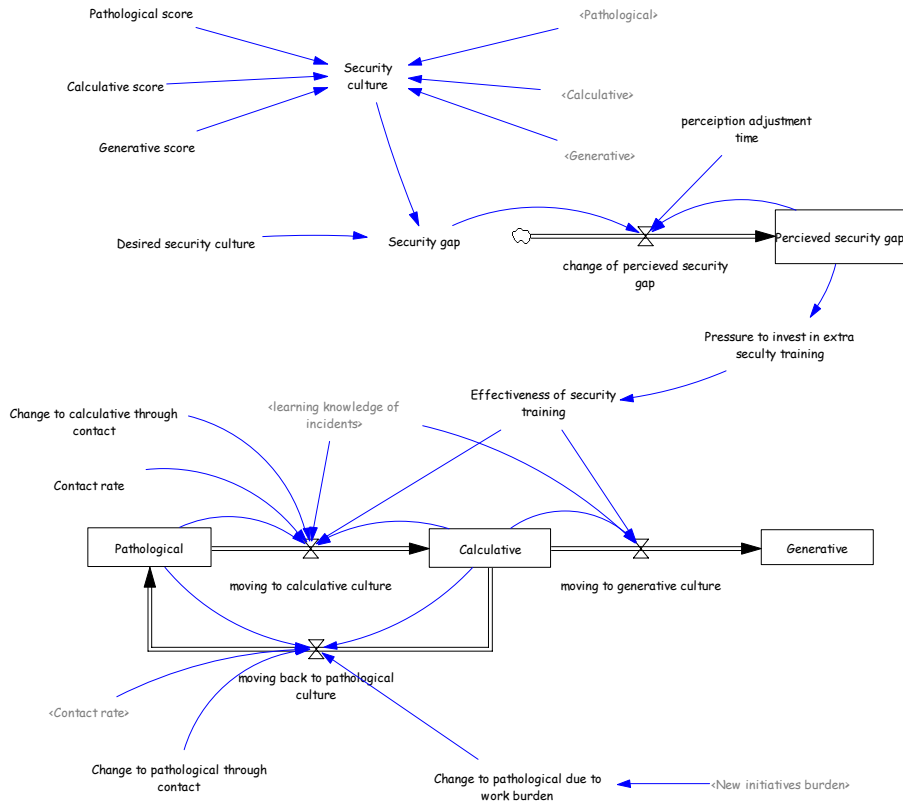 Pathological score
<Pathological>
Security
culture
Calculative score
<Calculative>
perceiption adjustment
time
Generative score
<Generative>
Desired security culture
Security gap
Percieved security gap
change of percieved security
gap
Pressure to invest in extra
seculty training
Effectiveness of security
training
<learning knowledge of
incidents>
Change to calculative through
contact
Contact rate
Pathological
Calculative
Generative
moving to calculative culture
moving to generative culture
moving back to pathological
culture
<Contact rate>
Change to pathological through
contact
Change to pathological due to
work burden
<New initiatives burden>